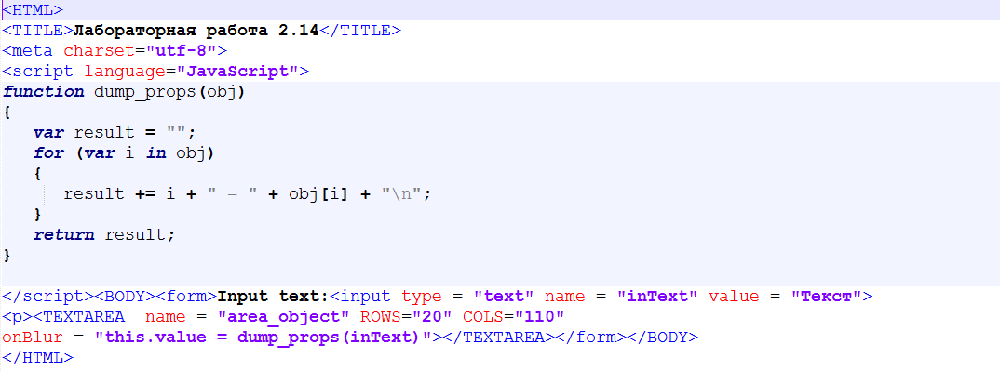 <HTML>
<TITLE>Лабораторная работа 2.14</TITLE>
<meta charset="utf-8">
<script language="JavaScript">
function dump_props(obj)
{
   var result = "";
   for (var i in obj)
   {
      result += i + " = " + obj[i] + "\n";
   }
   return result;
}

</script><BODY><form>Input text:<input type = "text" name = "inText" value = "Текст">
<p><TEXTAREA  name = "area_object" ROWS="20" COLS="110"
onBlur = "this.value = dump_props(inText)"></TEXTAREA></form></BODY>
</HTML>